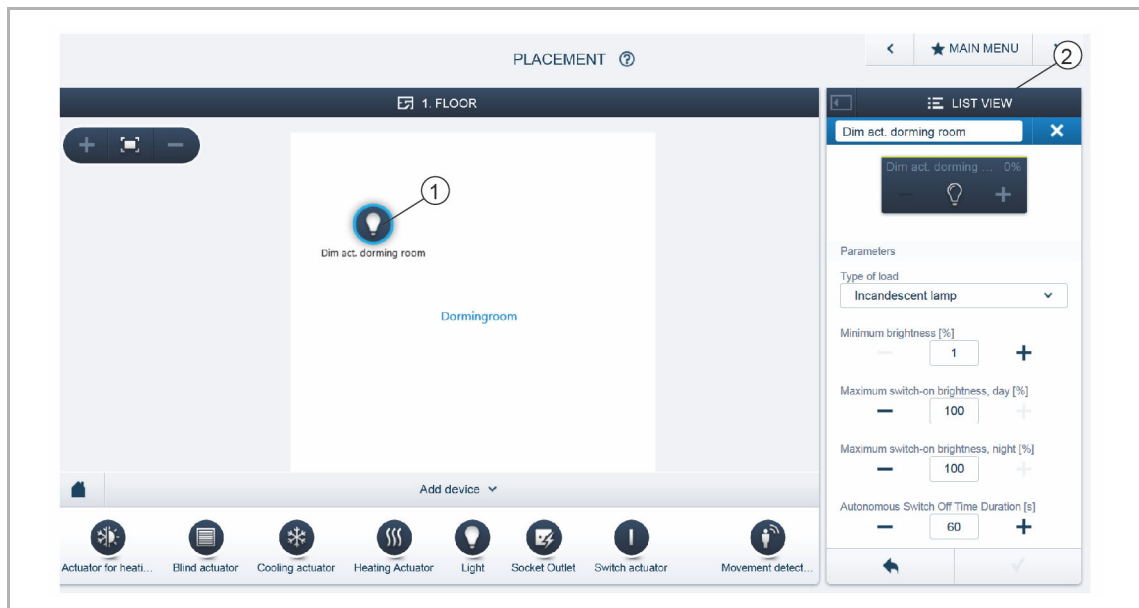 PLACEMENT ?
MAIN MENU
2
1. FLOOR
LIST VIEW
Dim act. dorming room
Dim act. dorming ... 0%
1
Dim act. dorming room
Dormingroom
Parameters
Type of load
Incandescent lamp
Minimum brightness [%]
1
Maximum switch-on brightness, day [%]
100
Maximum switch-on brightness, night [%]
100
Autonomous Switch Off Time Duration [s]
60
Add device
Actuator for heati...
Blind actuator
Cooling actuator
Heating Actuator
Light
Socket Outlet
Switch actuator
Movement detect...